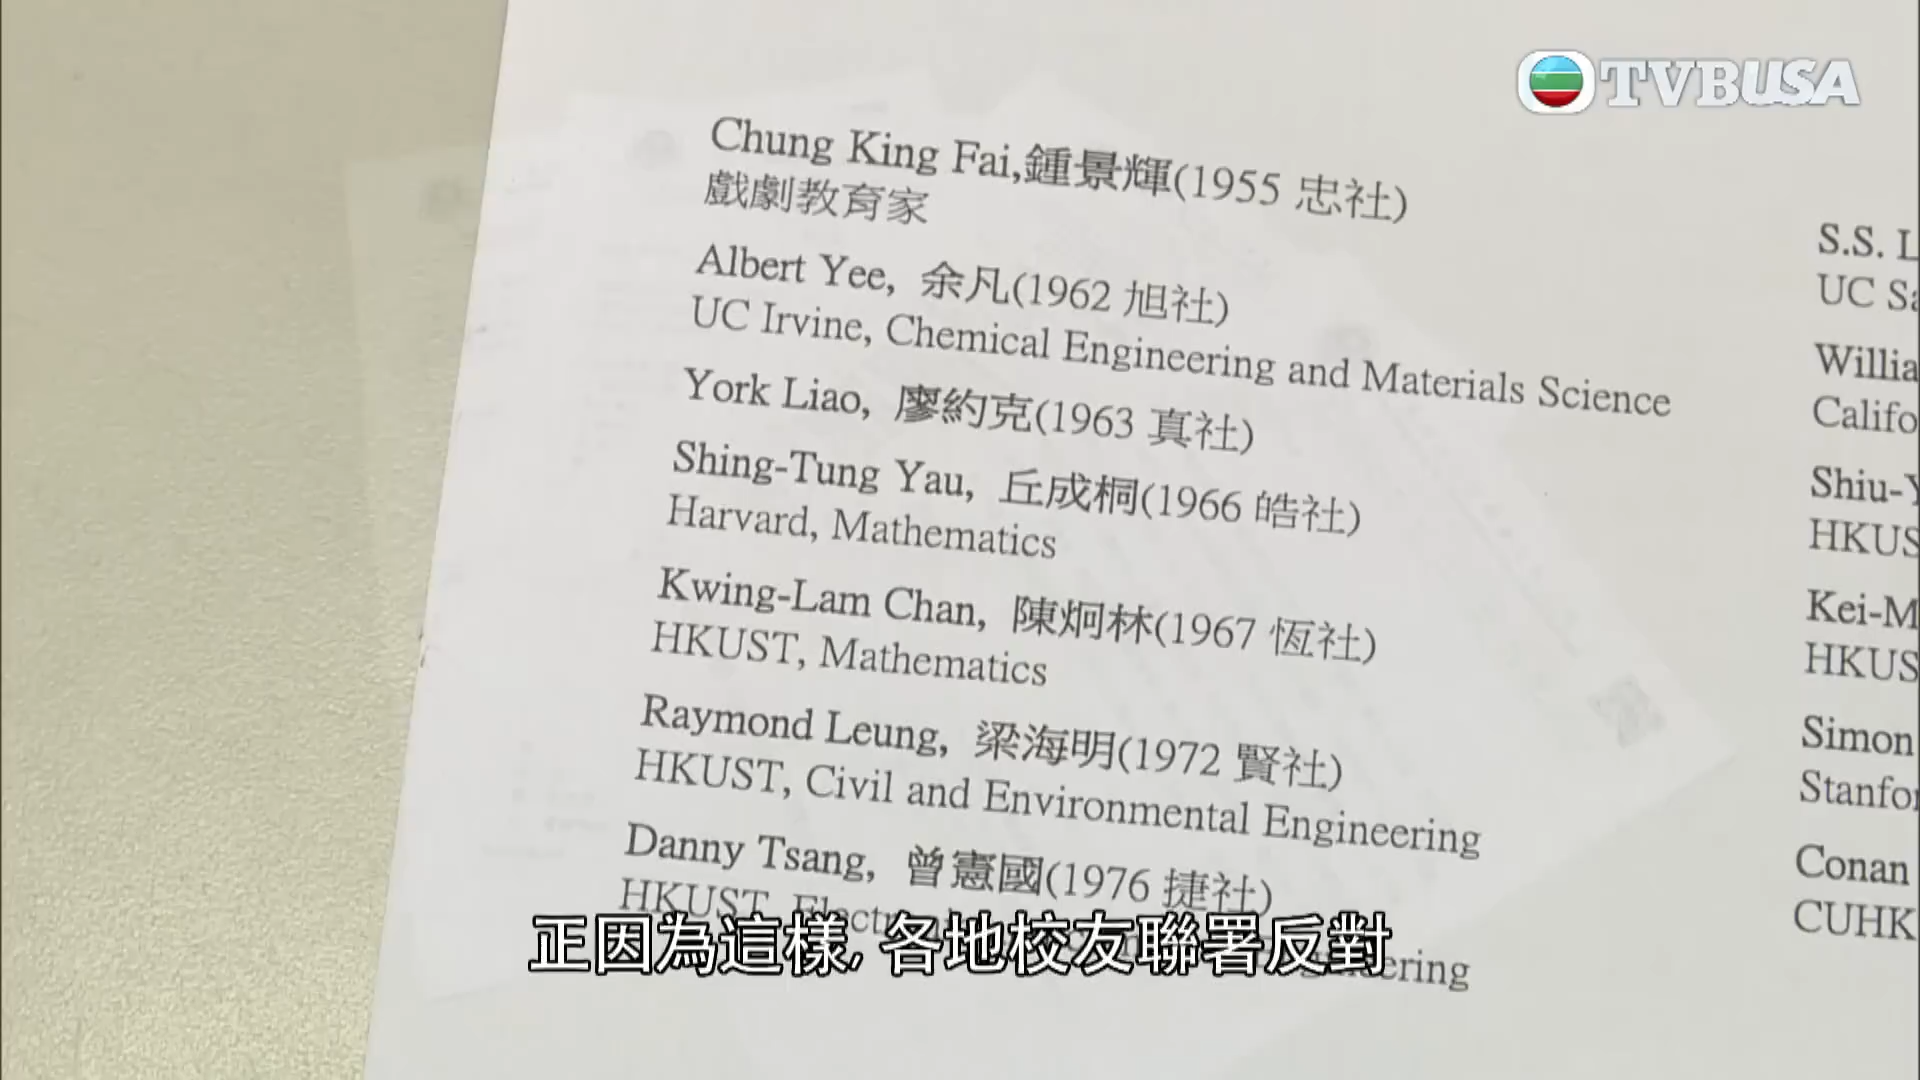 TVBUSA
Chung King Fai,鍾景輝(1955 忠社)
戲劇教育家
Albert Yee, 余凡(1962 旭社)
UC Irvine, Chemical Engineering and Materials Science
York Liao, 廖約克(1963 真社)
Shing-Tung Yau, 丘成桐(1966 皓社)
Harvard, Mathematics
Kwing-Lam Chan, 陳炯林(1967 恆社)
HKUST, Mathematics
Raymond Leung, 梁海明(1972 賢社)
HKUST, Civil and Environmental Engineering
Danny Tsang, 曾憲國(1976 捷社)
HKUST,
S.S.
UC
Shiu-
Kei-M
Simon
Conan
CUHK
正因為這樣, 各地校友聯署反對